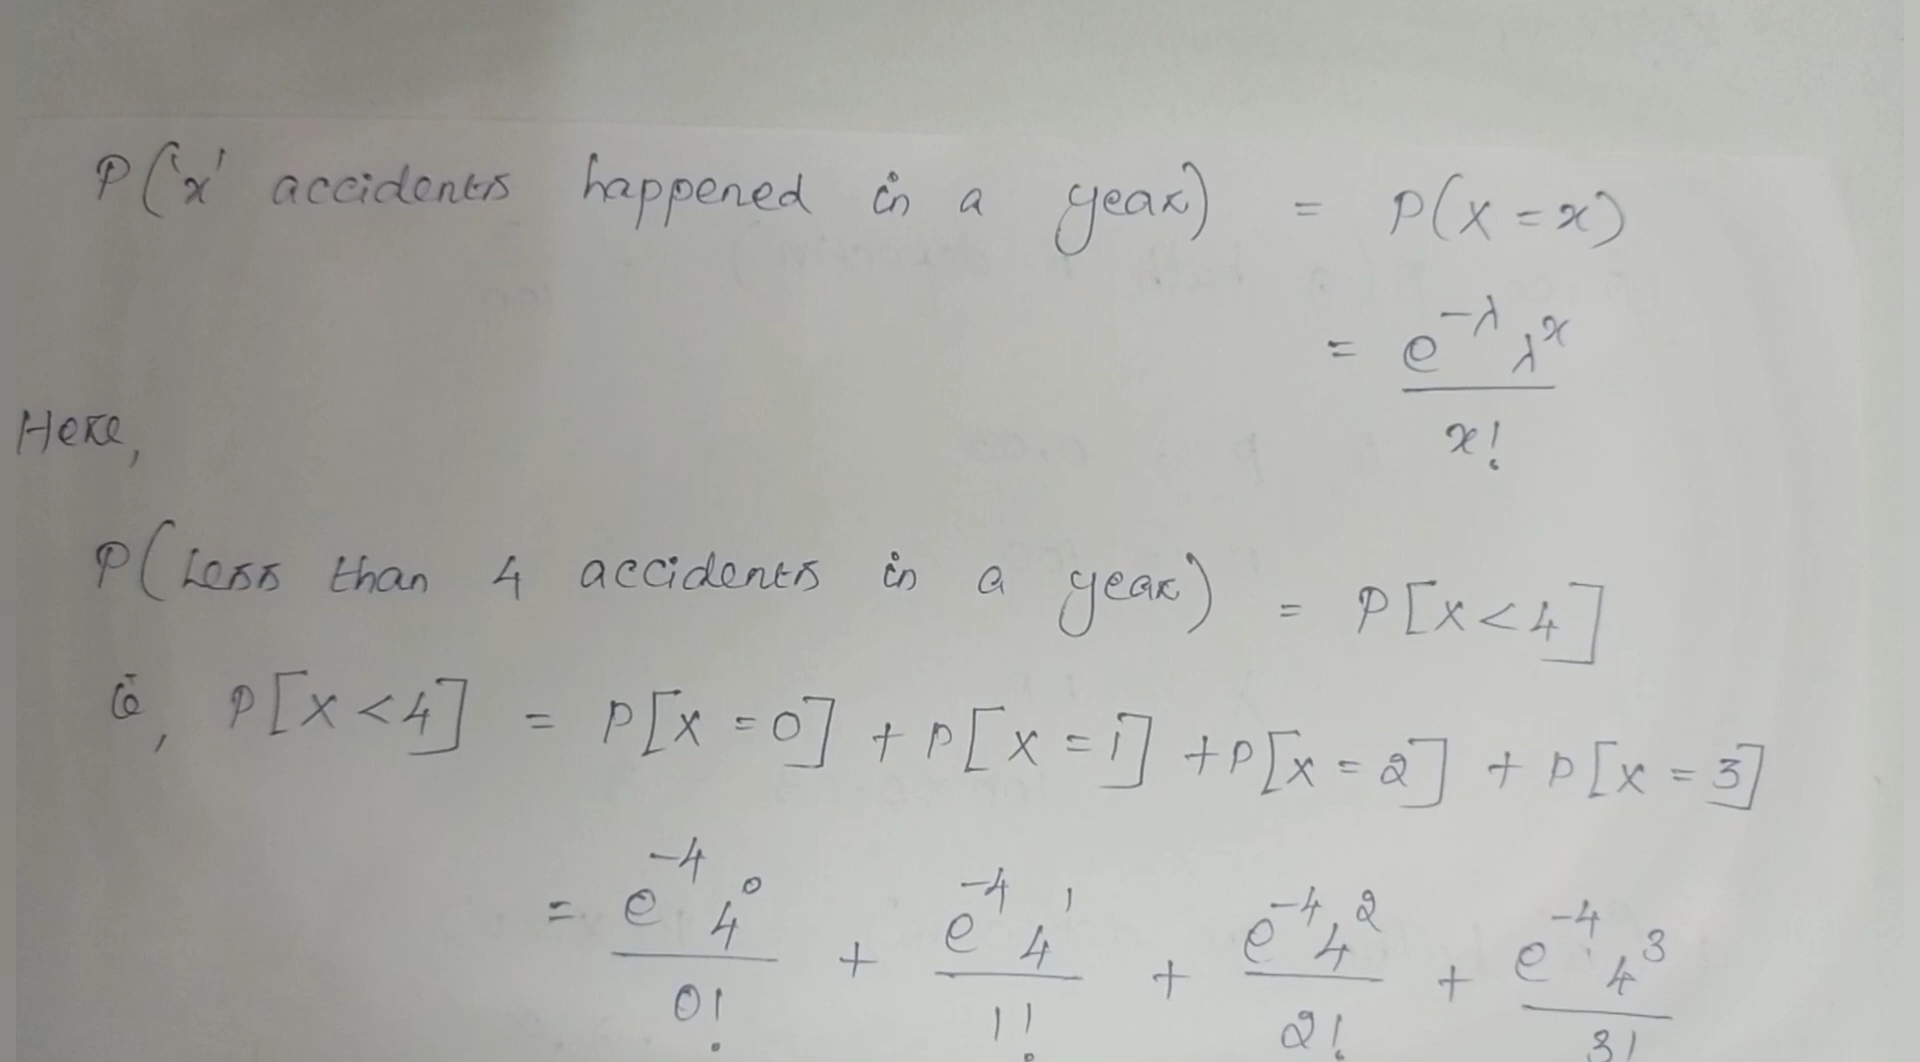 P('x' accidents happened in a year) = P(X = x)
= e^{-λ} λ^x / x!
Here,
P(Less than 4 accidents in a year) = P[X < 4]
ie, P[X < 4] = P[X = 0] + P[X = 1] + P[X = 2] + P[X = 3]
= e^{-4} 4^0 / 0! + e^{-4} 4^1 / 1! + e^{-4} 4^2 / 2! + e^{-4} 4^3 / 3!